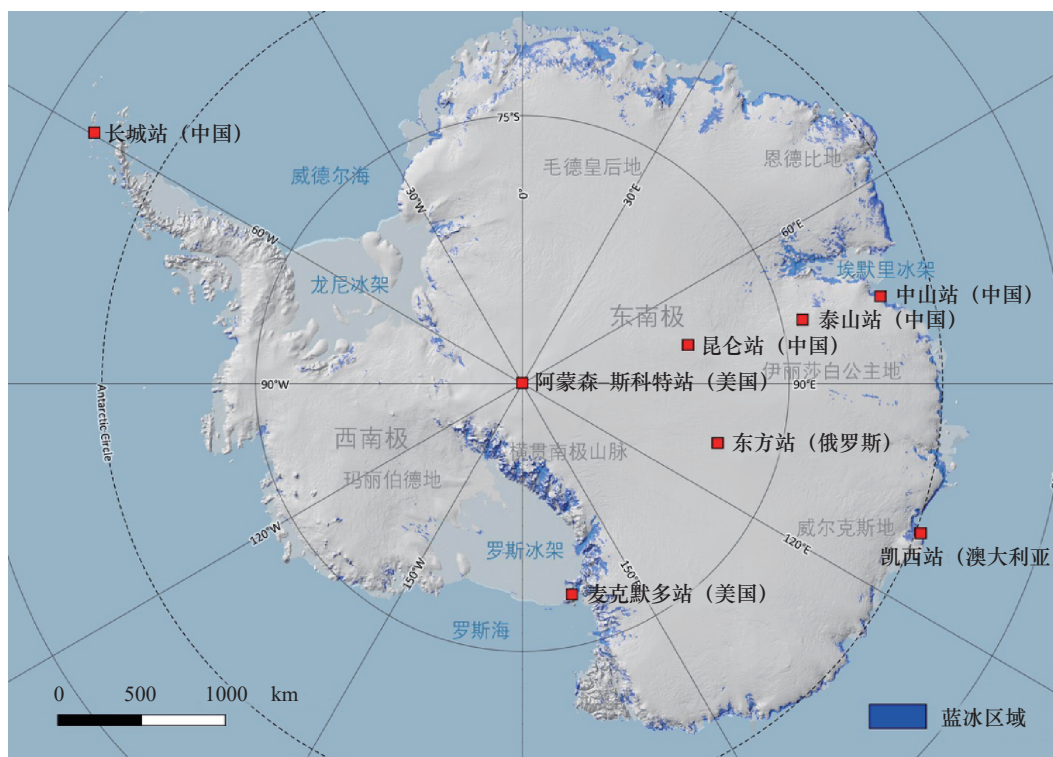 长城站（中国）
75°S
毛德皇后地
恩德比地
威德尔海
30°W
0°
30°E
60°W
60°E
龙尼冰架
埃默里冰架
中山站（中国）
东南极
泰山站（中国）
昆仑站（中国）
90°W
阿蒙森-斯科特站（美国）
伊丽莎白公主地
90°E
Antarctic Circle
西南极
横贯南极山脉
东方站（俄罗斯）
玛丽伯德地
120°W
罗斯冰架
威尔克斯地
120°E
凯西站（澳大利亚
150°W
150°E
麦克默多站（美国）
罗斯海
0 500 1000 km
蓝冰区域